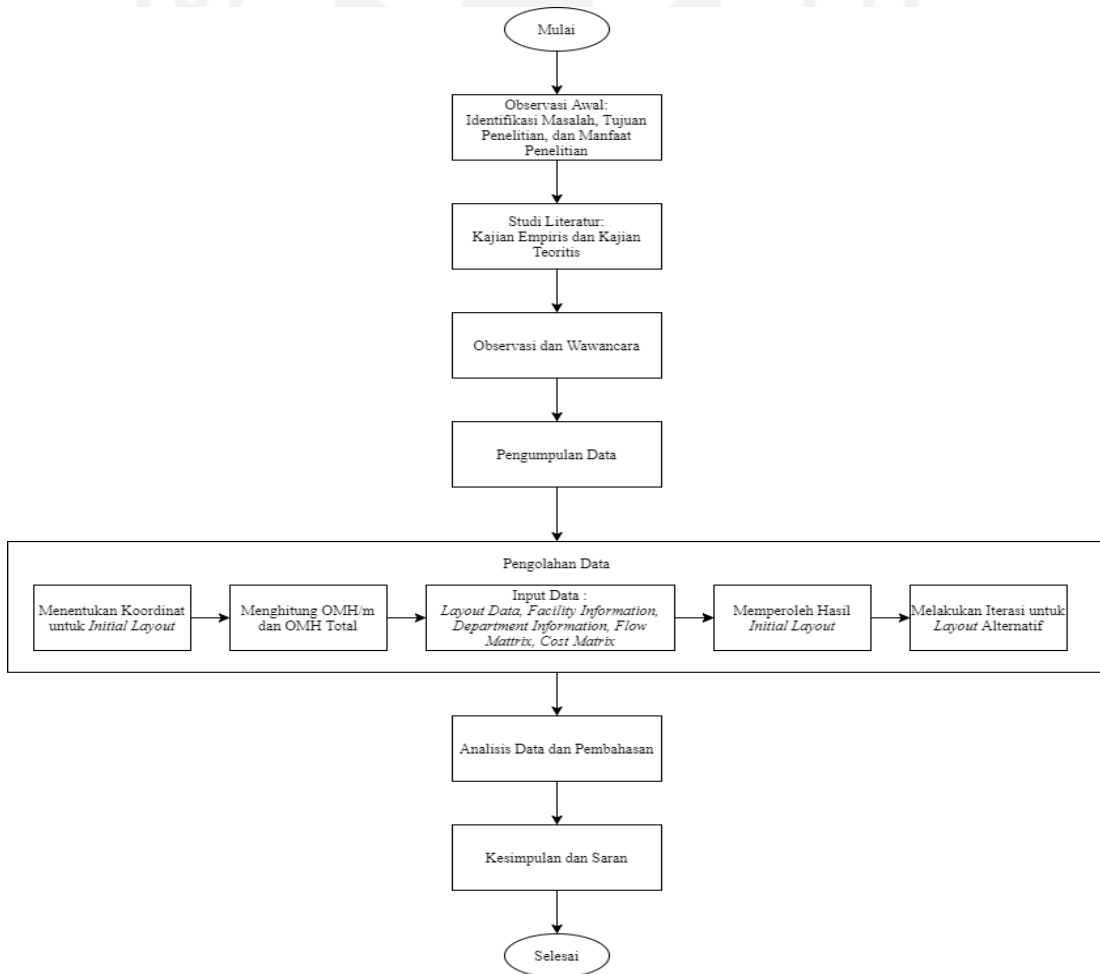 Mulai
Observasi Awal:
Identifikasi Masalah, Tujuan
Penelitian, dan Manfaat
Penelitian
Studi Literatur:
Kajian Empiris dan Kajian
Teoritis
Observasi dan Wawancara
Pengumpulan Data
Pengolahan Data
Menentukan Koordinat
untuk Initial Layout
Menghitung OMH/m
dan OMH Total
Input Data :
Layout Data, Facility Information,
Department Information, Flow
Mattrix, Cost Matrix
Memperoleh Hasil
Initial Layout
Melakukan Iterasi untuk
Layout Alternatif
Analisis Data dan Pembahasan
Kesimpulan dan Saran
Selesai